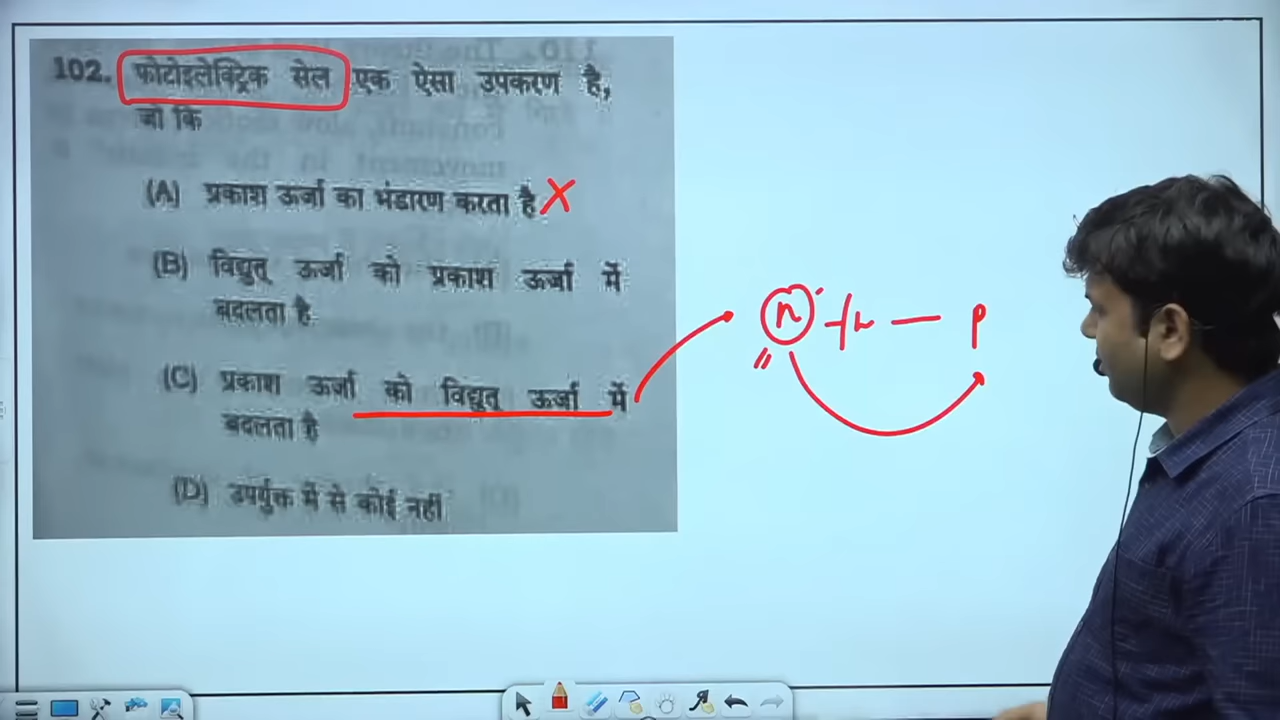 102. फोटोइलेक्ट्रिक सेल एक ऐसा उपकरण है,
जो कि
(A) प्रकाश ऊर्जा का भंडारण करता है
(B) विद्युत् ऊर्जा को प्रकाश ऊर्जा में
बदलता है
(C) प्रकाश ऊर्जा को विद्युत् ऊर्जा में
बदलता है
(D) उपर्युक्त में से कोई नहीं
n — p